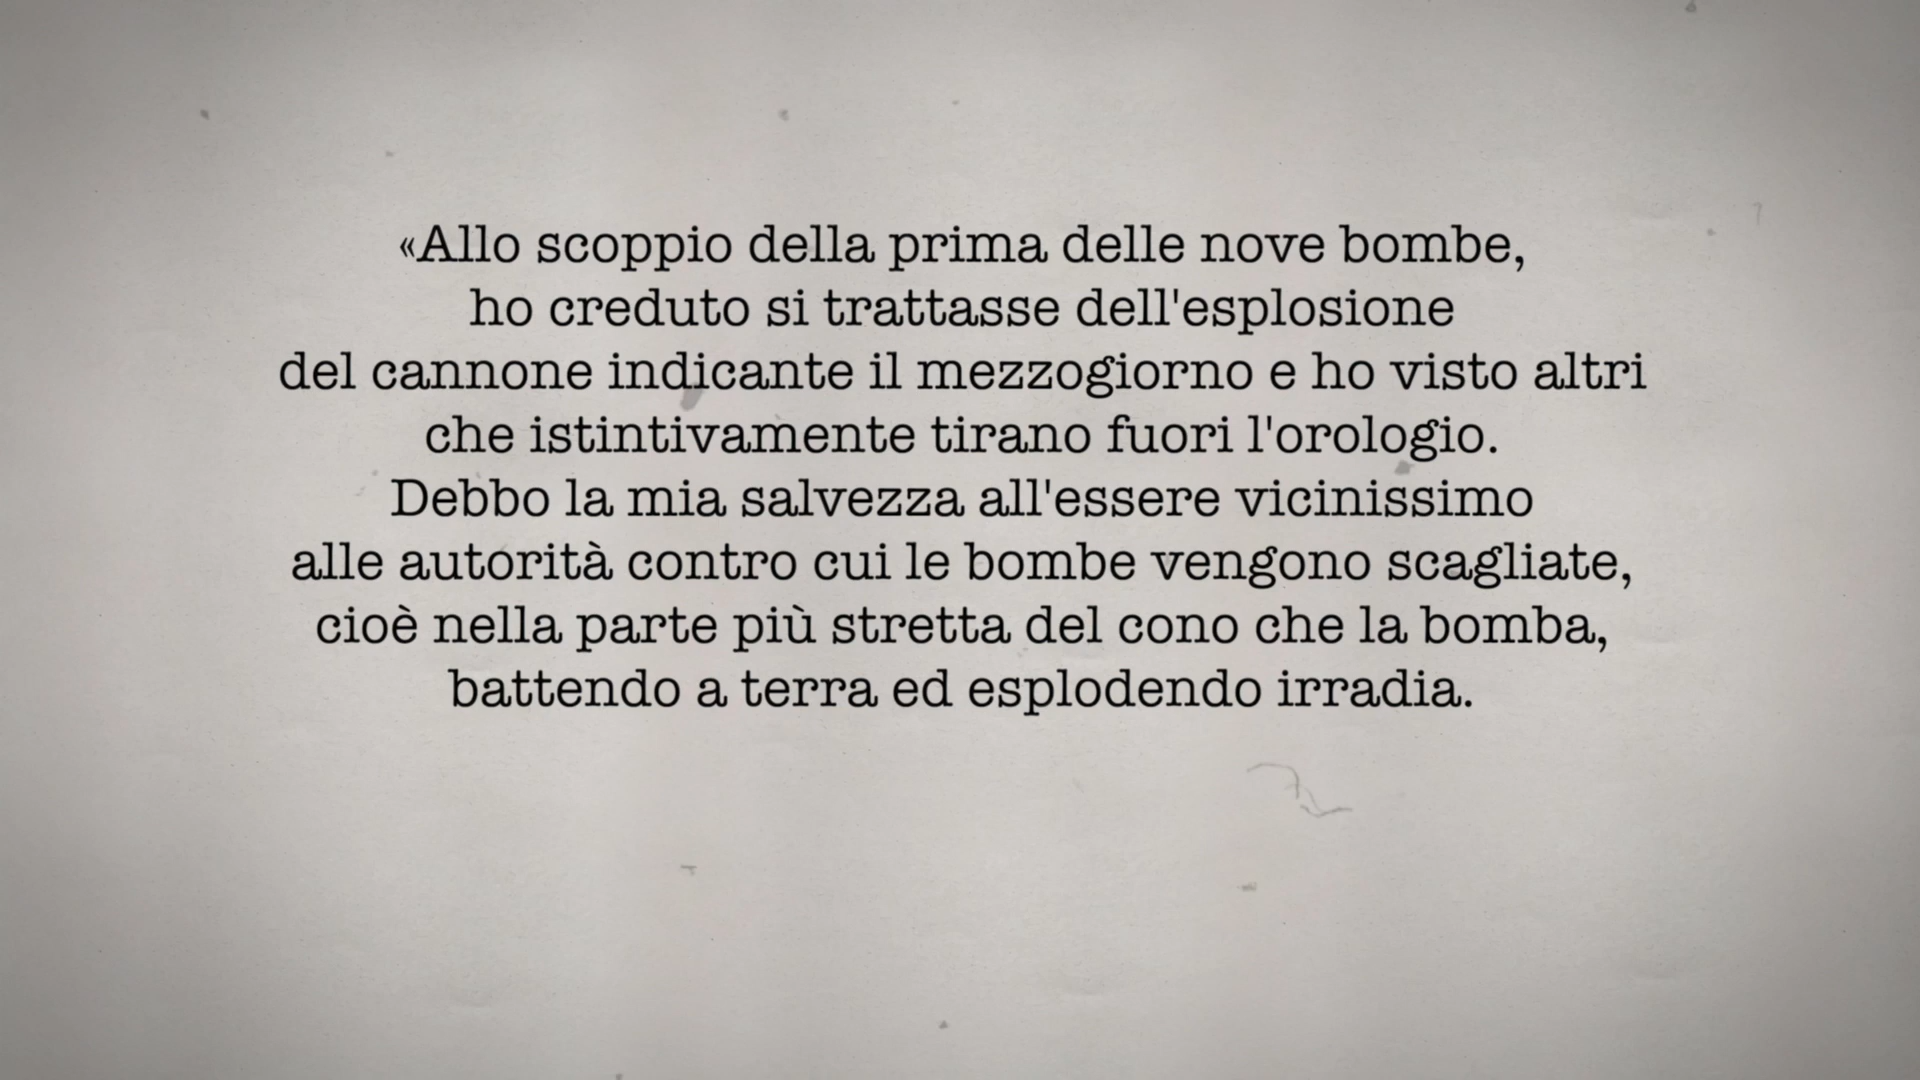 «Allo scoppio della prima delle nove bombe,
ho creduto si trattasse dell'esplosione
del cannone indicante il mezzogiorno e ho visto altri
che istintivamente tirano fuori l'orologio.
Debbo la mia salvezza all'essere vicinissimo
alle autorità contro cui le bombe vengono scagliate,
cioè nella parte più stretta del cono che la bomba,
battendo a terra ed esplodendo irradia.